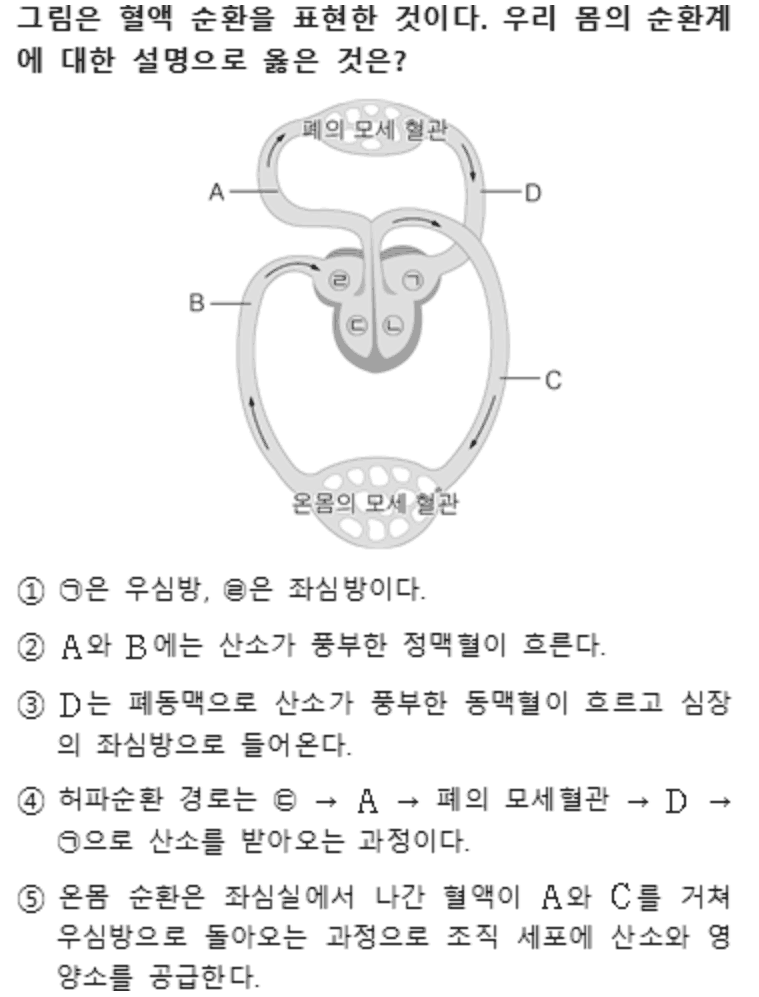 그림은 혈액 순환을 표현한 것이다. 우리 몸의 순환계
에 대한 설명으로 옳은 것은?
폐의 모세 혈관
A
D
B
㉣
㉠
㉢
㉡
C
온몸의 모세 혈관
① ㉠은 우심방, ㉣은 좌심방이다.
② A와 B에는 산소가 풍부한 정맥혈이 흐른다.
③ D는 폐동맥으로 산소가 풍부한 동맥혈이 흐르고 심장
의 좌심방으로 들어온다.
④ 허파순환 경로는 ㉢ → A → 폐의 모세혈관 → D →
㉠으로 산소를 받아오는 과정이다.
⑤ 온몸 순환은 좌심실에서 나간 혈액이 A와 C를 거쳐
우심방으로 돌아오는 과정으로 조직 세포에 산소와 영
양소를 공급한다.